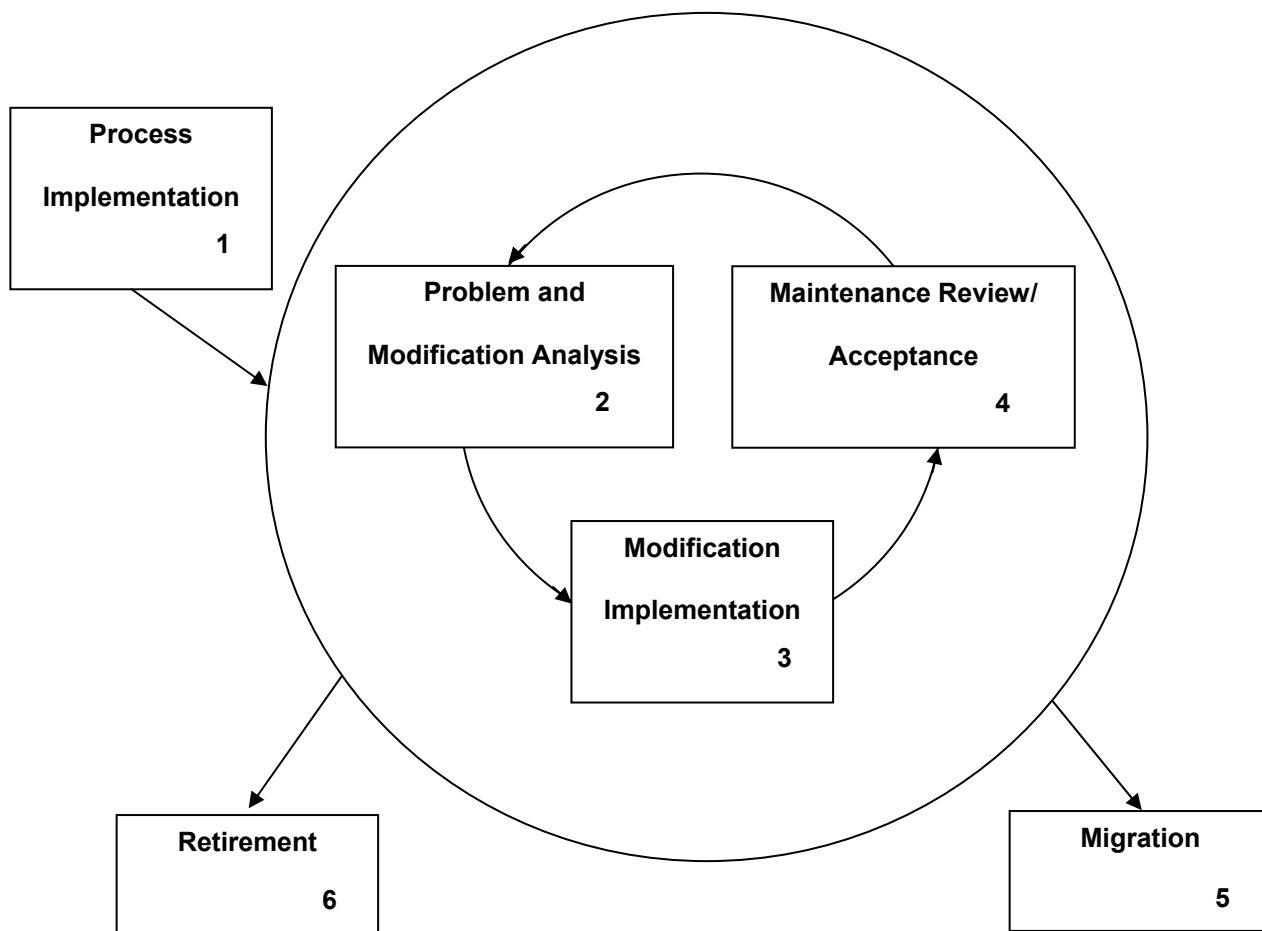 Process
Implementation
1
Problem and
Modification Analysis
2
Maintenance Review/
Acceptance
4
Modification
Implementation
3
Retirement
6
Migration
5